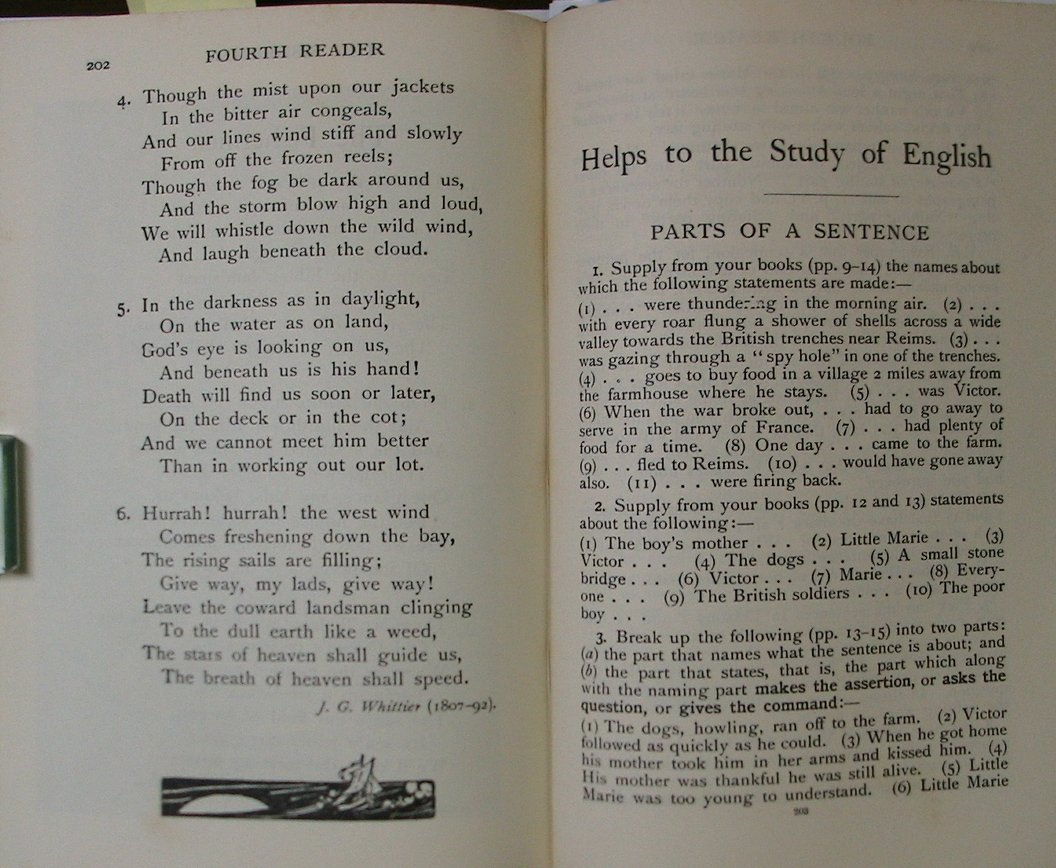 202
FOURTH READER
4. Though the mist upon our jackets
In the bitter air congeals,
And our lines wind stiff and slowly
From off the frozen reels;
Though the fog be dark around us,
And the storm blow high and loud,
We will whistle down the wild wind,
And laugh beneath the cloud.
5. In the darkness as in daylight,
On the water as on land,
God's eye is looking on us,
And beneath us is his hand!
Death will find us soon or later,
On the deck or in the cot;
And we cannot meet him better
Than in working out our lot.
6. Hurrah! hurrah! the west wind
Comes freshening down the bay,
The rising sails are filling;
Give way, my lads, give way!
Leave the coward landsman clinging
To the dull earth like a weed,
The stars of heaven shall guide us,
The breath of heaven shall speed.
J. G. Whittier (1807–92).
Helps to the Study of English
PARTS OF A SENTENCE
1. Supply from your books (pp. 9–14) the names about
which the following statements are made:—
(1) . . . were thundering in the morning air. (2) . . .
with every roar flung a shower of shells across a wide
valley towards the British trenches near Reims. (3) . . .
was gazing through a "spy hole" in one of the trenches.
(4) . . . goes to buy food in a village 2 miles away from
the farmhouse where he stays. (5) . . . was Victor.
(6) When the war broke out, . . . had to go away to
serve in the army of France. (7) . . . had plenty of
food for a time. (8) One day . . . came to the farm.
(9) . . . fled to Reims. (10) . . . would have gone away
also. (11) . . . were firing back.
2. Supply from your books (pp. 12 and 13) statements
about the following:—
(1) The boy's mother . . . (2) Little Marie . . . (3)
Victor . . . (4) The dogs . . . (5) A small stone
bridge . . . (6) Victor . . . (7) Marie . . . (8) Every-
one . . . (9) The British soldiers . . . (10) The poor
boy . . .
3. Break up the following (pp. 13–15) into two parts:
(a) the part that names what the sentence is about; and
(b) the part that states, that is, the part which along
with the naming part makes the assertion, or asks the
question, or gives the command:—
(1) The dogs, howling, ran off to the farm. (2) Victor
followed as quickly as he could. (3) When he got home
his mother took him in her arms and kissed him. (4)
His mother was thankful he was still alive. (5) Little
Marie was too young to understand. (6) Little Marie
203